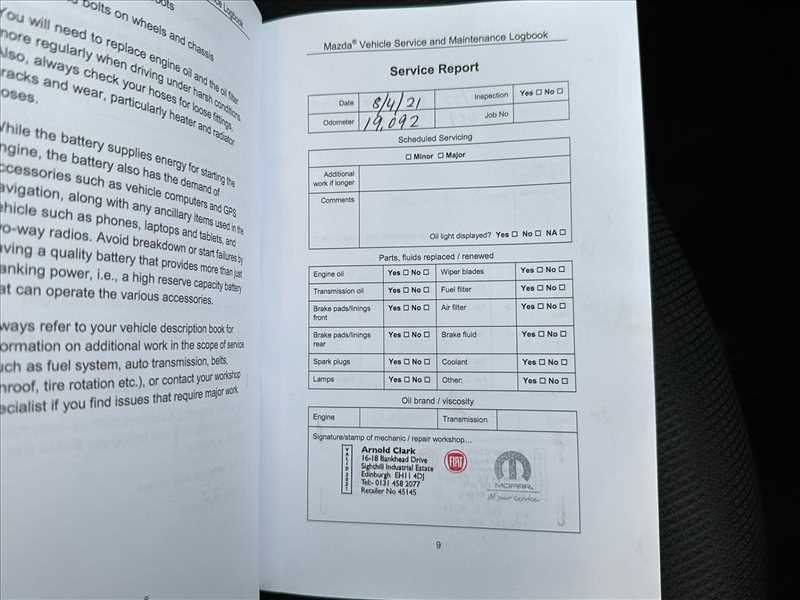 bolts on wheels and chassis
You will need to replace engine oil and the oil filter
more regularly when driving under harsh conditions.
Also, always check your hoses for loose fittings,
cracks and wear, particularly heater and radiator
hoses.
While the battery supplies energy for starting the
engine, the battery also has the demand of
accessories such as vehicle computers and GPS
navigation, along with any ancillary items used in the
vehicle such as phones, laptops and tablets, and
two-way radios. Avoid breakdown or start failures by
having a quality battery that provides more than just
cranking power, i.e., a high reserve capacity battery
that can operate the various accessories.
Always refer to your vehicle description book for
information on additional work in the scope of service
such as fuel system, auto transmission, belts,
sunroof, tire rotation etc.), or contact your workshop
specialist if you find issues that require major work.
Mazda® Vehicle Service and Maintenance Logbook
Service Report
Date 8/4/21 Inspection Yes ☐ No ☐
Odometer 19,092 Job No
Scheduled Servicing
☐ Minor ☐ Major
Additional
work if longer
Comments
Oil light displayed? Yes ☐ No ☐ NA ☐
Parts, fluids replaced / renewed
Engine oil Yes ☐ No ☐ Wiper blades Yes ☐ No ☐
Transmission oil Yes ☐ No ☐ Fuel filter Yes ☐ No ☐
Brake pads/linings front Yes ☐ No ☐ Air filter Yes ☐ No ☐
Brake pads/linings rear Yes ☐ No ☐ Brake fluid Yes ☐ No ☐
Spark plugs Yes ☐ No ☐ Coolant Yes ☐ No ☐
Lamps Yes ☐ No ☐ Other: Yes ☐ No ☐
Oil brand / viscosity
Engine Transmission
Signature/stamp of mechanic / repair workshop…
VALID 2021
Arnold Clark
16-18 Bankhead Drive
Sighthill Industrial Estate
Edinburgh EH11 4DJ
Tel:- 0131 458 2077
Retailer No 45145
FIAT
MOPAR
At your service
9